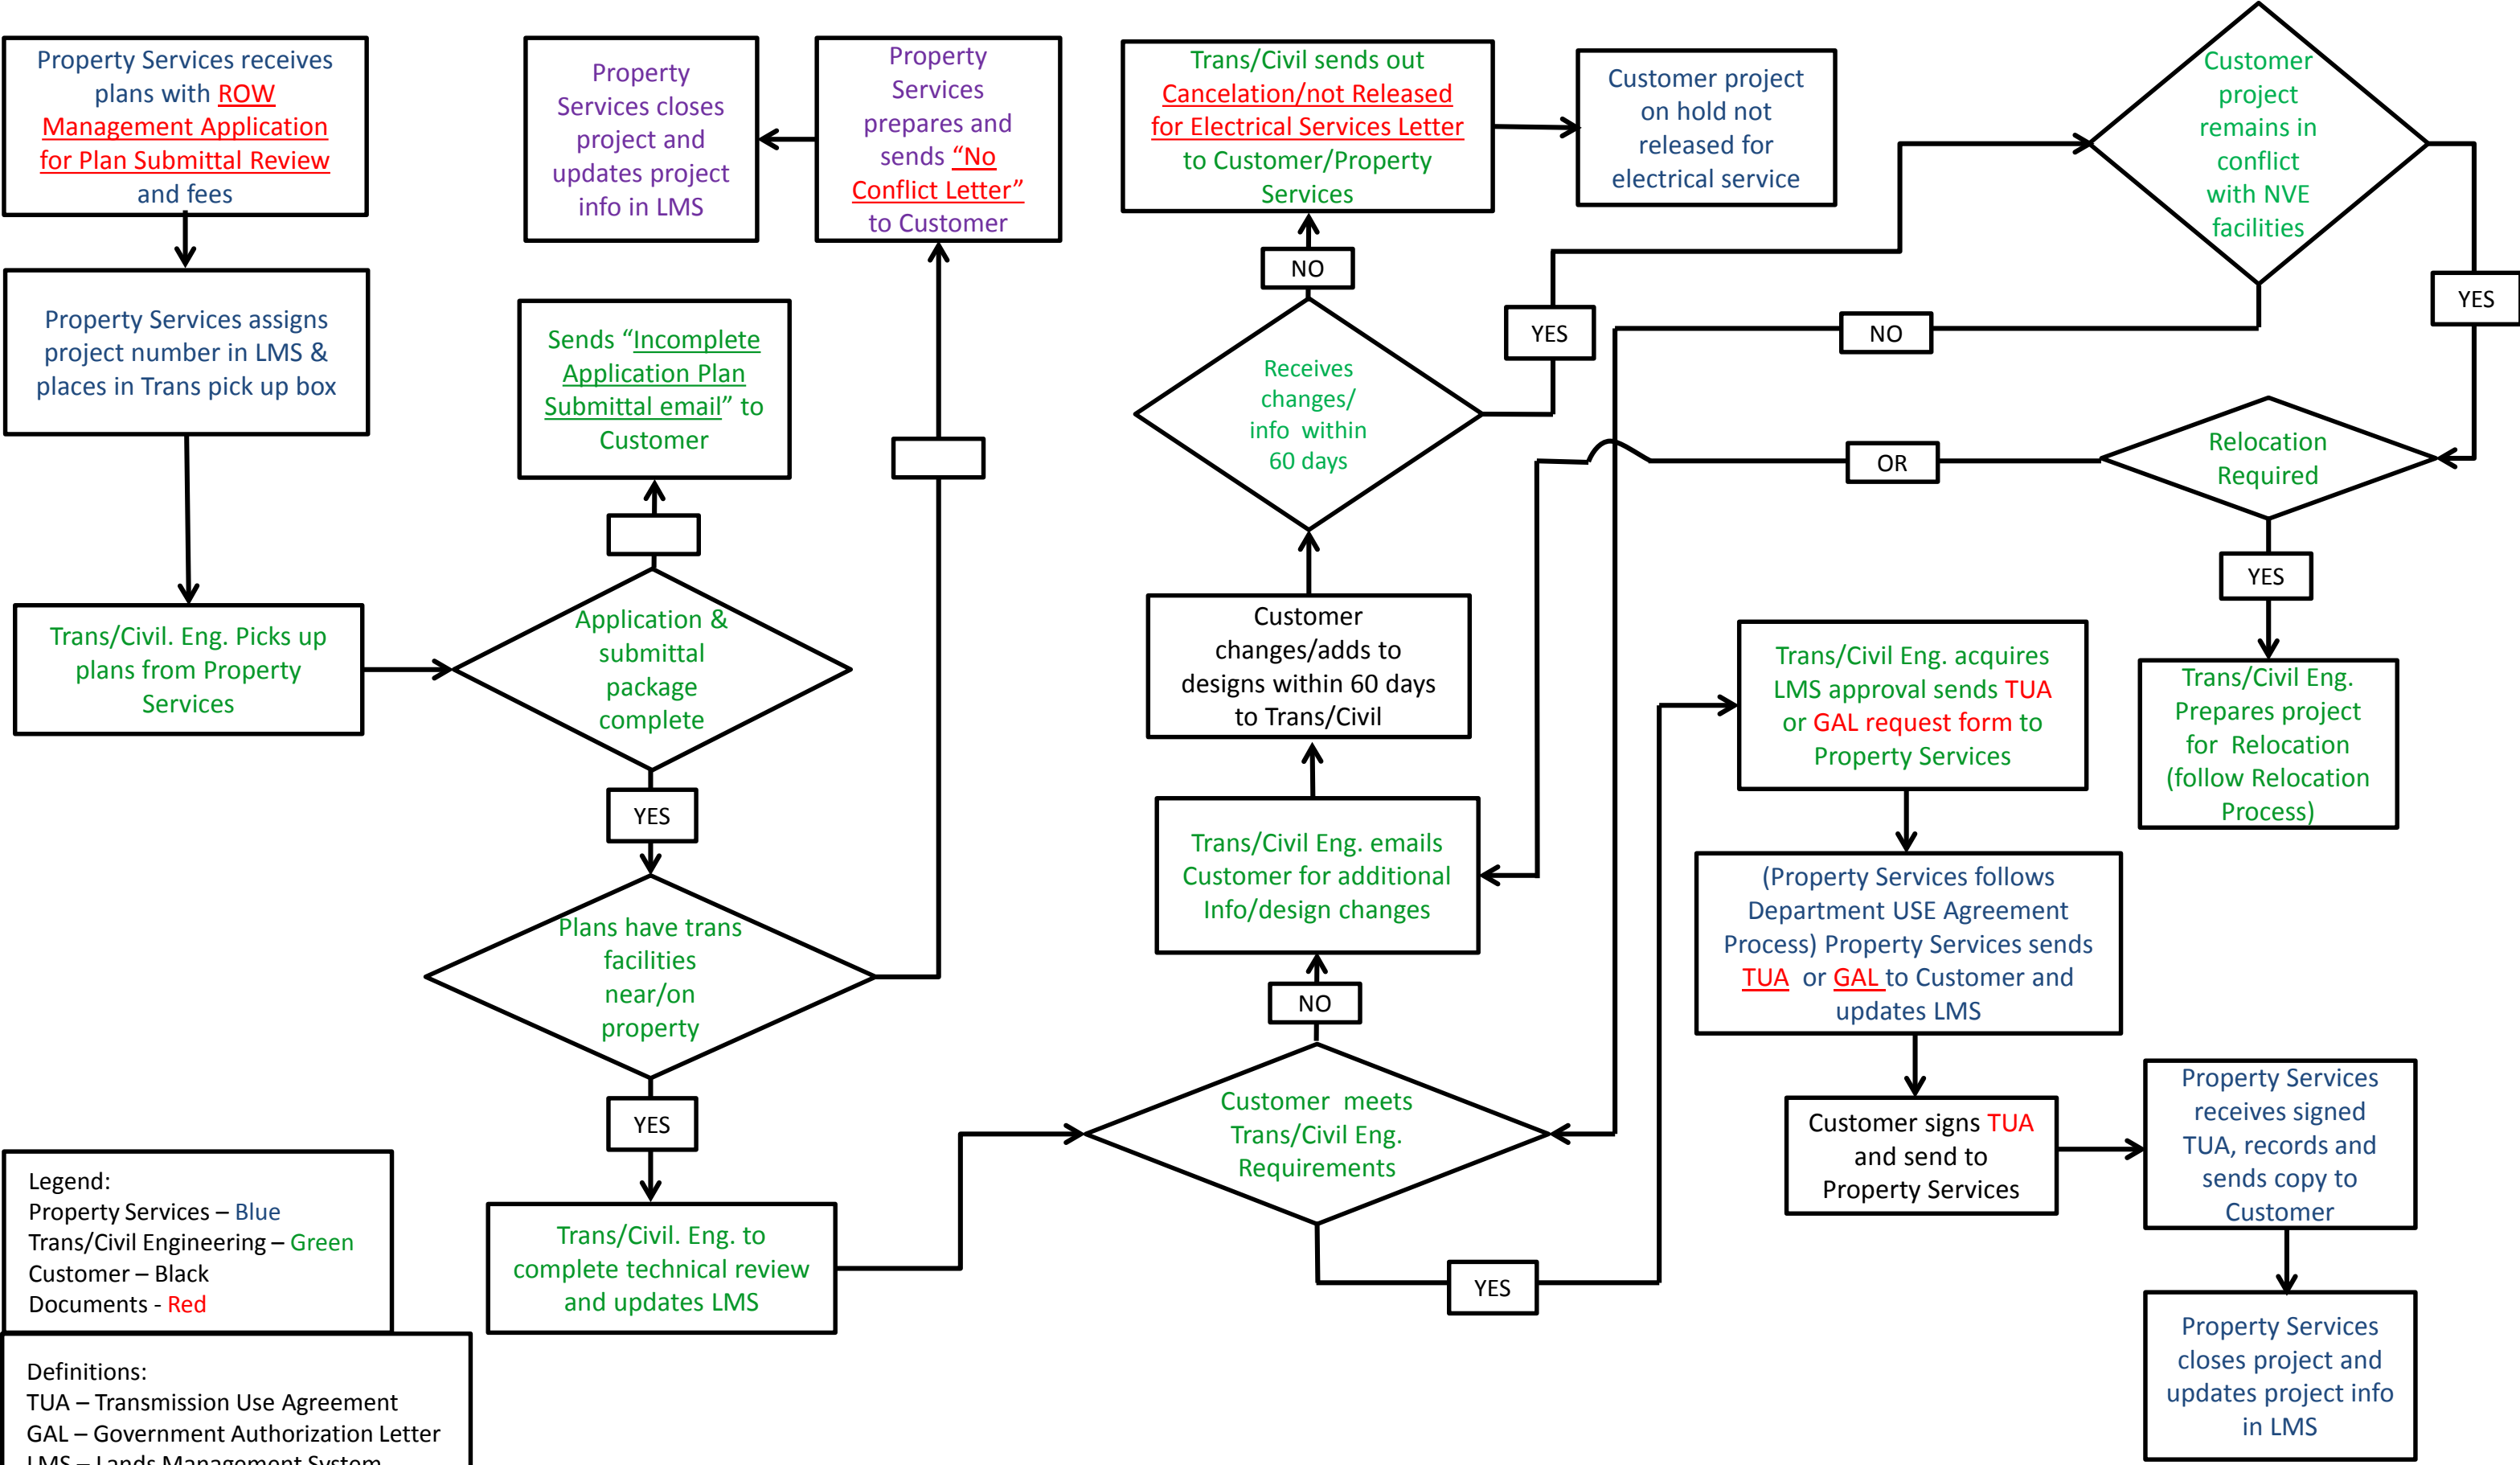 Property Services receives
plans with ROW
Management Application
for Plan Submittal Review
and fees
Property Services assigns
project number in LMS &
places in Trans pick up box
Trans/Civil. Eng. Picks up
plans from Property
Services
Property
Services closes
project and
updates project
info in LMS
Property
Services
prepares and
sends “No
Conflict Letter”
to Customer
Sends “Incomplete
Application Plan
Submittal email” to
Customer
Application &
submittal
package
complete
YES
Plans have trans
facilities
near/on
property
YES
Trans/Civil. Eng. to
complete technical review
and updates LMS
Trans/Civil sends out
Cancelation/not Released
for Electrical Services Letter
to Customer/Property
Services
Customer project
on hold not
released for
electrical service
NO
YES
Receives
changes/
info within
60 days
Customer
changes/adds to
designs within 60 days
to Trans/Civil
Trans/Civil Eng. emails
Customer for additional
Info/design changes
NO
Customer meets
Trans/Civil Eng.
Requirements
YES
Customer
project
remains in
conflict
with NVE
facilities
YES
NO
OR
Relocation
Required
YES
Trans/Civil Eng.
Prepares project
for Relocation
(follow Relocation
Process)
Trans/Civil Eng. acquires
LMS approval sends TUA
or GAL request form to
Property Services
(Property Services follows
Department USE Agreement
Process) Property Services sends
TUA or GAL to Customer and
updates LMS
Customer signs TUA
and send to
Property Services
Property Services
receives signed
TUA, records and
sends copy to
Customer
Property Services
closes project and
updates project info
in LMS
Legend:
Property Services – Blue
Trans/Civil Engineering – Green
Customer – Black
Documents - Red
Definitions:
TUA – Transmission Use Agreement
GAL – Government Authorization Letter
LMS – Lands Management System